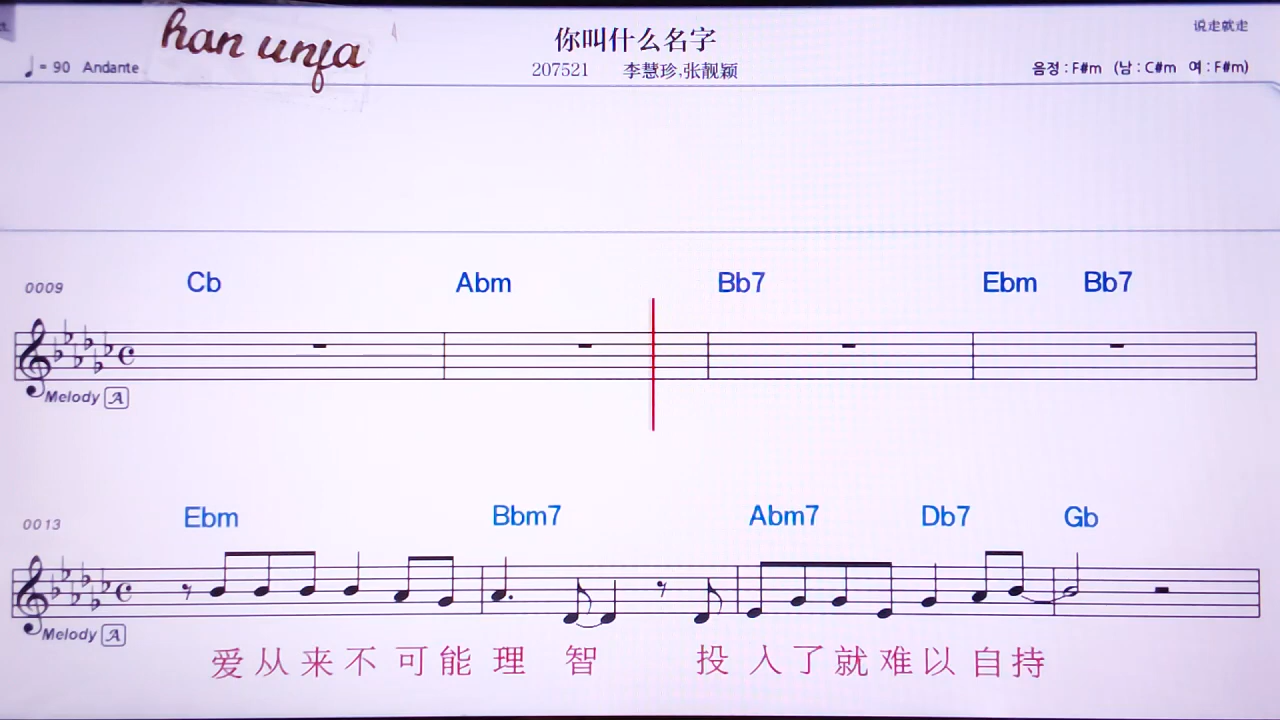 han unfa
你叫什么名字
说走就走
♩= 90 Andante
207521 李慧珍,张靓颖
음정 : F#m (남 : C#m 여 : F#m)
0009 Cb Abm Bb7 Ebm Bb7
Melody A
0013 Ebm Bbm7 Abm7 Db7 Gb
Melody A
爱从来不可能理智 投入了就难以自持